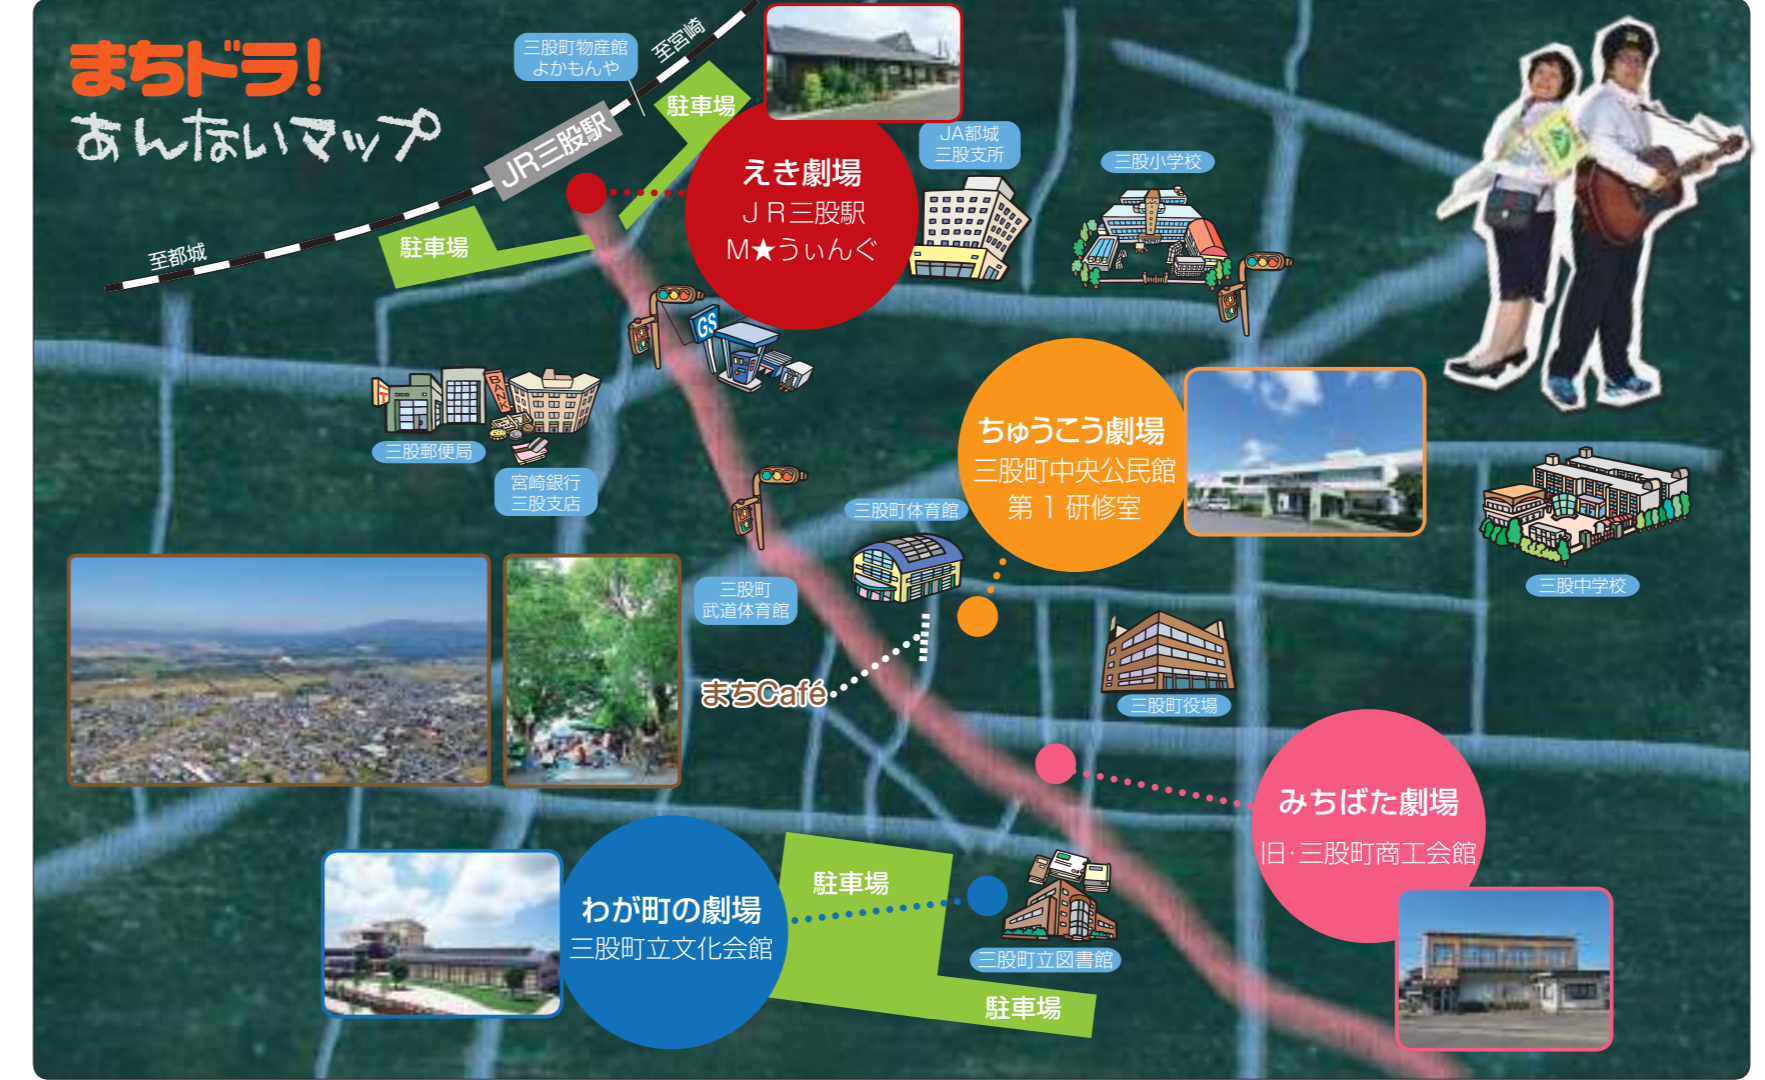 まちドラ!
あんないマップ
三股町物産館
よかもんや
至宮崎
駐車場
JR三股駅
至都城
駐車場
えき劇場
JR三股駅
M★うぃんぐ
JA都城
三股支所
三股小学校
GS
BANK
三股郵便局
宮崎銀行
三股支店
ちゅうこう劇場
三股町中央公民館
第1研修室
三股町体育館
三股中学校
三股町
武道体育館
まちCafé
三股町役場
みちばた劇場
旧・三股町商工会館
わが町の劇場
三股町立文化会館
駐車場
三股町立図書館
駐車場